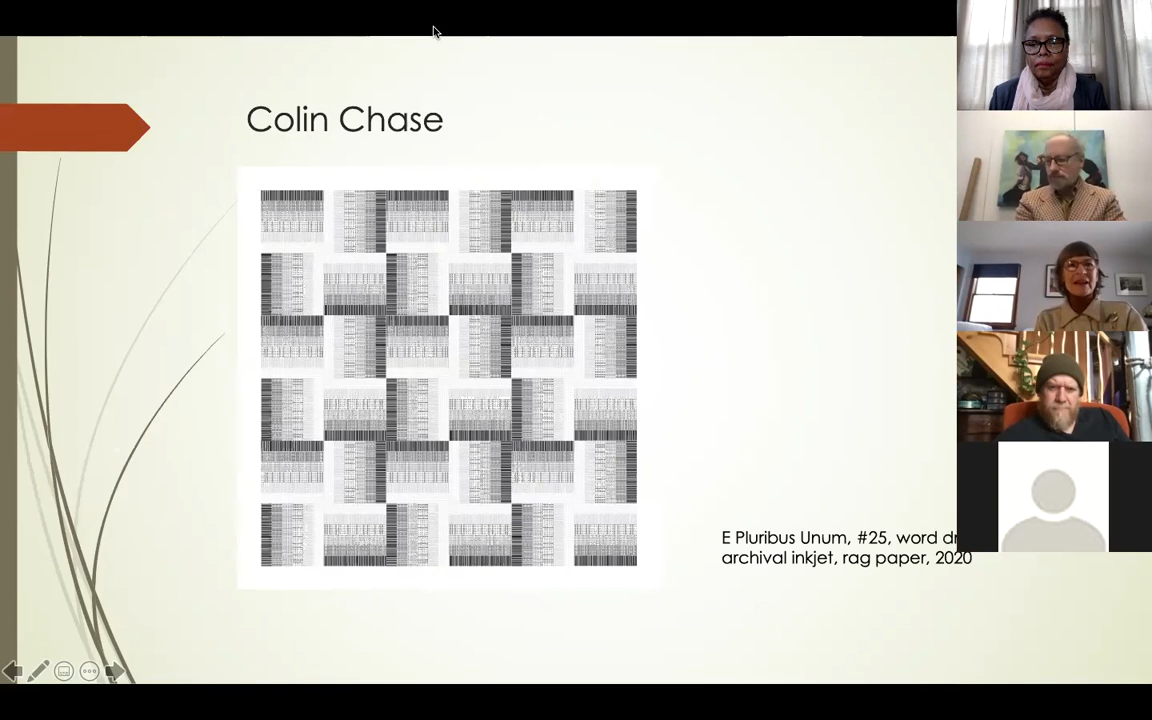 Colin Chase
E Pluribus Unum, #25, word
archival inkjet, rag paper, 2020